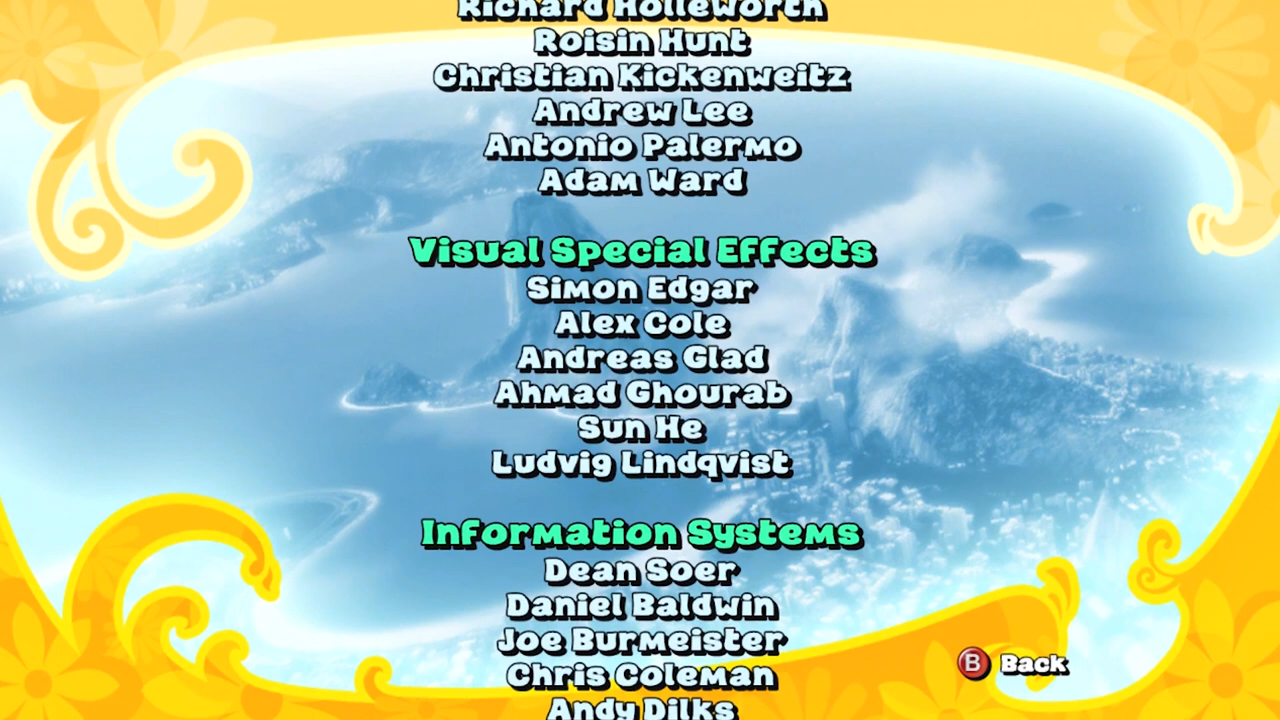 Richard Holleworth
Roisin Hunt
Christian Kickenweitz
Andrew Lee
Antonio Palermo
Adam Ward
Visual Special Effects
Simon Edgar
Alex Cole
Andreas Glad
Ahmad Ghourab
Sun He
Ludvig Lindqvist
Information Systems
Dean Soer
Daniel Baldwin
Joe Burmeister
Chris Coleman
Andy Dilks
B Back